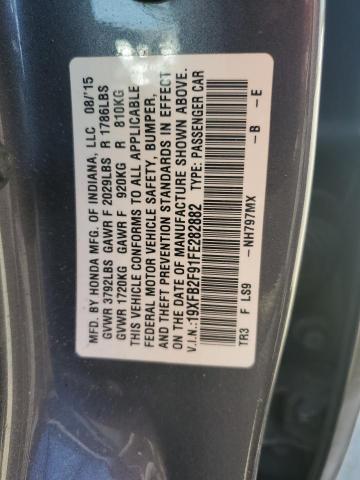 MFD. BY HONDA MFG. OF INDIANA, LLC 08/'15
GVWR 3792LBS GAWR F 2029LBS R 1786LBS
GVWR 1720KG GAWR F 920KG R 810KG
THIS VEHICLE CONFORMS TO ALL APPLICABLE
FEDERAL MOTOR VEHICLE SAFETY, BUMPER,
AND THEFT PREVENTION STANDARDS IN EFFECT
ON THE DATE OF MANUFACTURE SHOWN ABOVE.
V.I.N.:19XFB2F91FE282882 TYPE: PASSENGER CAR
TR3 F LS9 -NH797MX -B -E